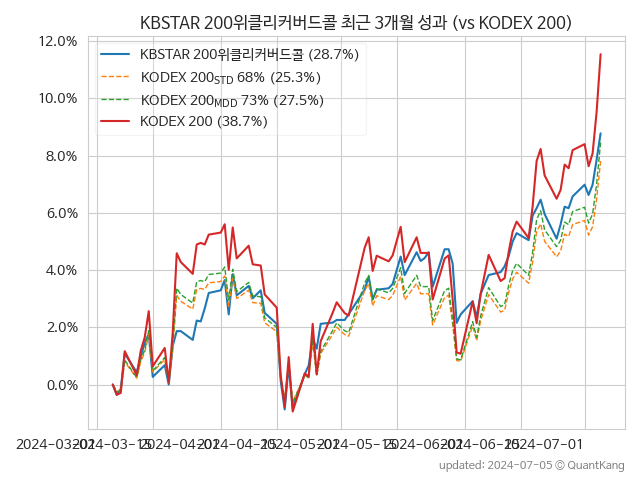 KBSTAR 200위클리커버드콜 최근 3개월 성과 (vs KODEX 200)
KBSTAR 200위클리커버드콜 (28.7%)
KODEX 200STD 68% (25.3%)
KODEX 200MDD 73% (27.5%)
KODEX 200 (38.7%)
12.0%
10.0%
8.0%
6.0%
4.0%
2.0%
0.0%
2024-03-01
2024-03-15
2024-04-01
2024-04-15
2024-05-01
2024-05-15
2024-06-01
2024-06-15
2024-07-01
updated: 2024-07-05 © QuantKang